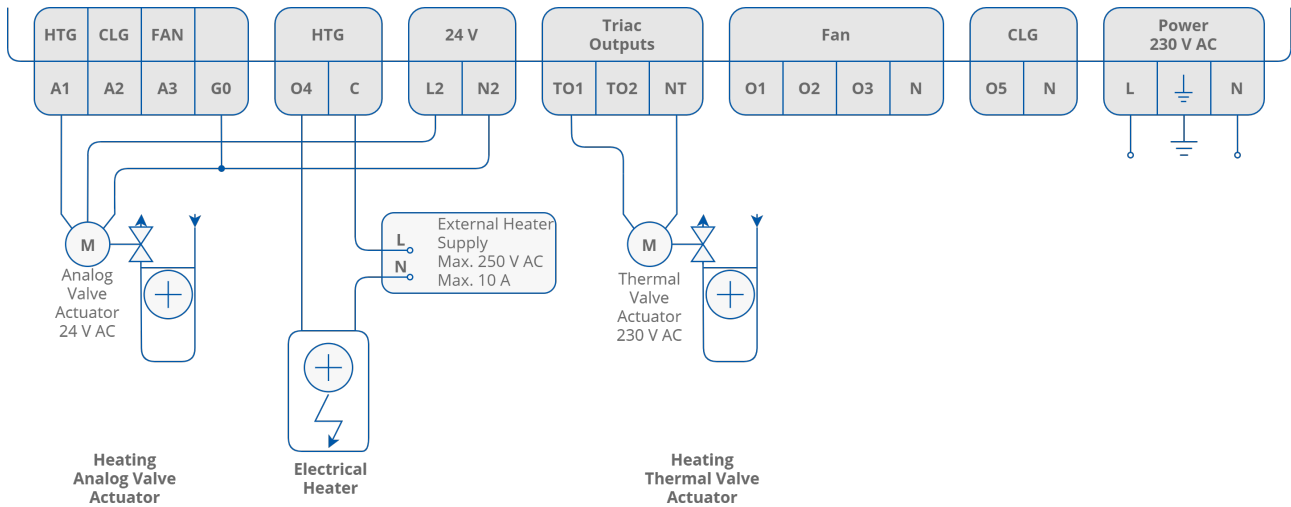 HTG CLG FAN
HTG
24 V
Triac
Outputs
Fan
CLG
Power
230 V AC
A1 A2 A3 G0
O4 C
L2 N2
TO1 TO2 NT
O1 O2 O3 N
O5 N
L N
M
Analog
Valve
Actuator
24 V AC
L
N
External Heater
Supply
Max. 250 V AC
Max. 10 A
M
Thermal
Valve
Actuator
230 V AC
Heating
Analog Valve
Actuator
Electrical
Heater
Heating
Thermal Valve
Actuator